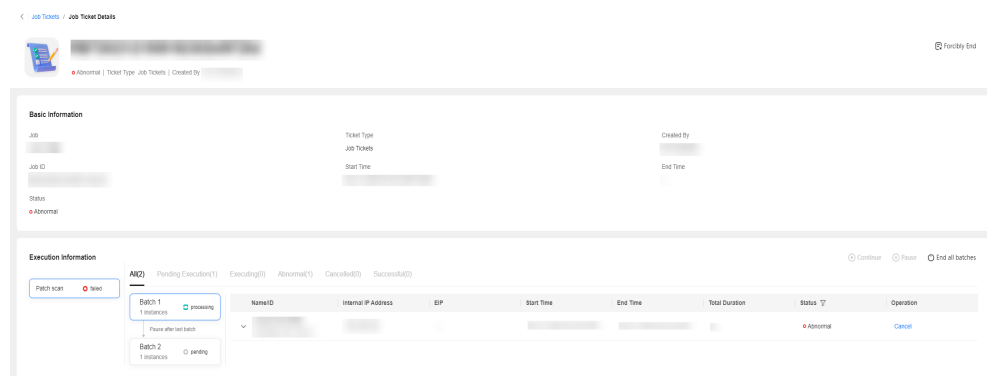 Job Tickets / Job Ticket Details
Forcibly End
Abnormal | Ticket Type Job Tickets | Created By
Basic Information
Job
Ticket Type
Job Tickets
Created By
Job ID
Start Time
End Time
Status
Abnormal
Execution Information
Continue
Pause
End all batches
All(2)
Pending Execution(1)
Executing(0)
Abnormal(1)
Cancelled(0)
Successful(0)
Patch scan
failed
Batch 1
1 instances
processing
Pause after last batch
Batch 2
1 instances
pending
Name/ID
Internal IP Address
EIP
Start Time
End Time
Total Duration
Status
Operation
Abnormal
Cancel